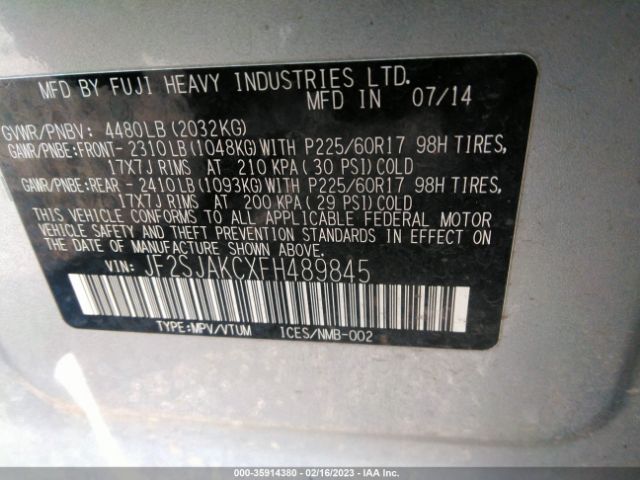 MFD BY FUJI HEAVY INDUSTRIES LTD.
MFD IN 07/14
GVWR/PNBV: 4480LB(2032KG)
GAWR/PNBE:FRONT- 2310LB(1048KG)WITH P225/60R17 98H TIRES,
17X7J RIMS AT 210 KPA(30 PSI)COLD
GAWR/PNBE:REAR - 2410LB(1093KG)WITH P225/60R17 98H TIRES,
17X7J RIMS AT 200 KPA(29 PSI)COLD
THIS VEHICLE CONFORMS TO ALL APPLICABLE FEDERAL MOTOR
VEHICLE SAFETY AND THEFT PREVENTION STANDARDS IN EFFECT ON
THE DATE OF MANUFACTURE SHOWN ABOVE.
VIN: JF2SJAKCXFH489845
TYPE:MPV/VTUM ICES/NMB-002
000-35914380 - 02/16/2023 - IAA Inc.